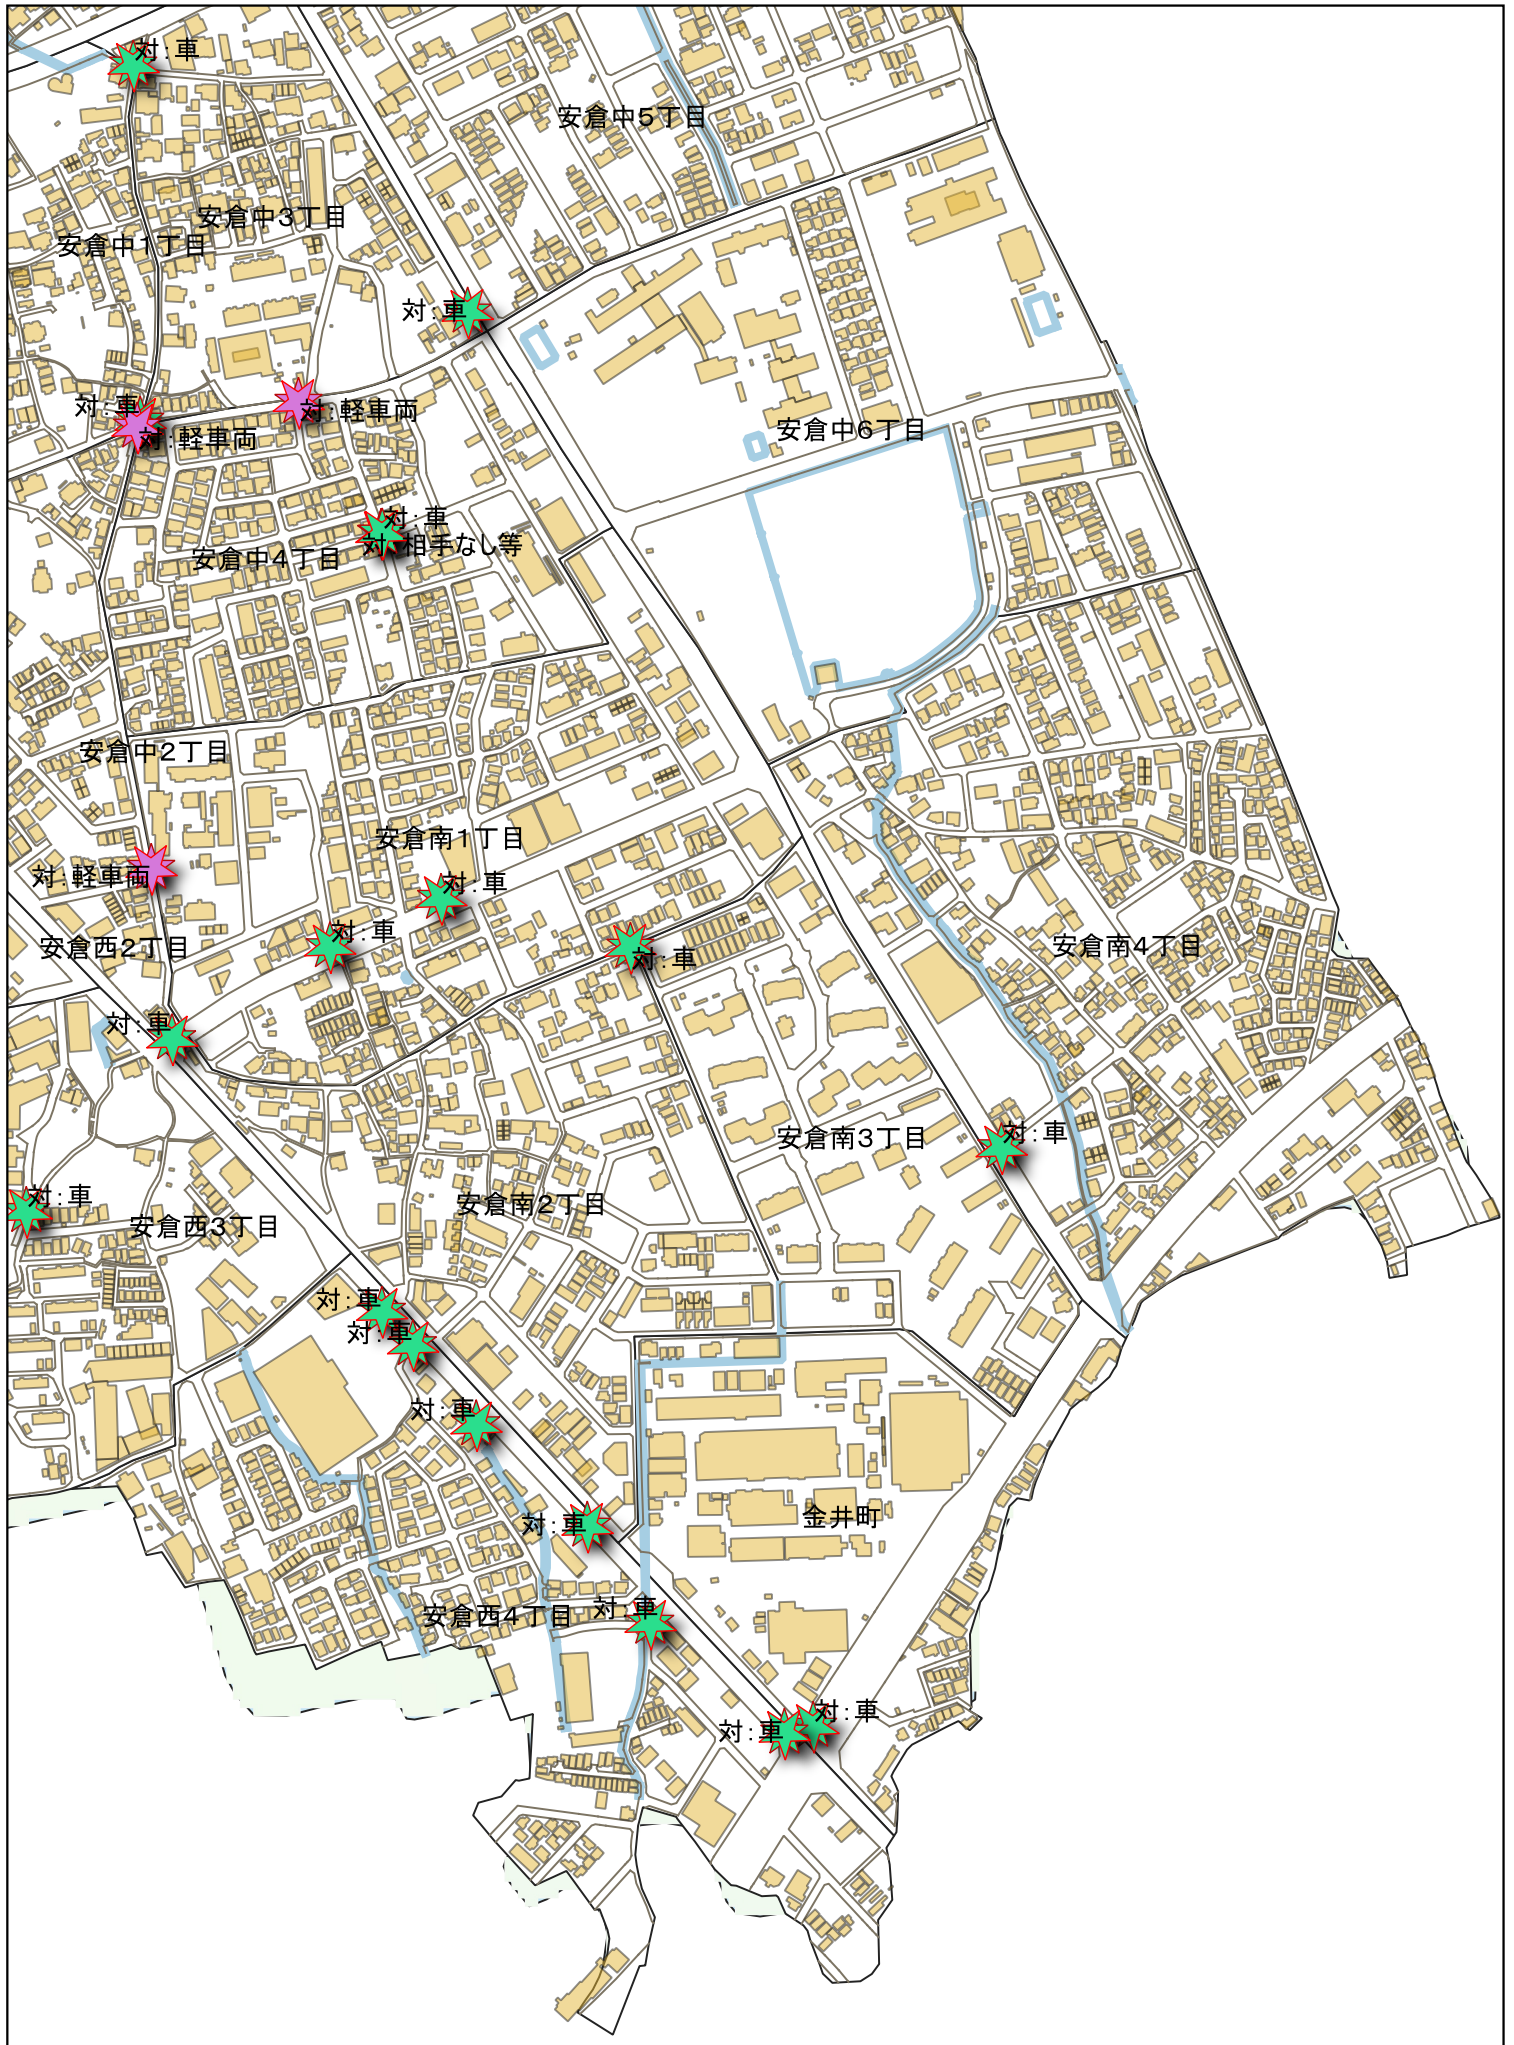 対：車
安倉中５丁目
安倉中３丁目
安倉中１丁目
対：車
対：車
対：軽車両
対：軽車両
安倉中６丁目
対：車
対：相手なし等
安倉中４丁目
安倉中２丁目
安倉南１丁目
対：軽車両
対：車
対：車
安倉西２丁目
対：車
安倉南４丁目
対：車
対：車
安倉南３丁目
対：車
安倉南２丁目
安倉西３丁目
対：車
対：車
対：車
対：車
金井町
対：車
安倉西４丁目
対：車
対：車